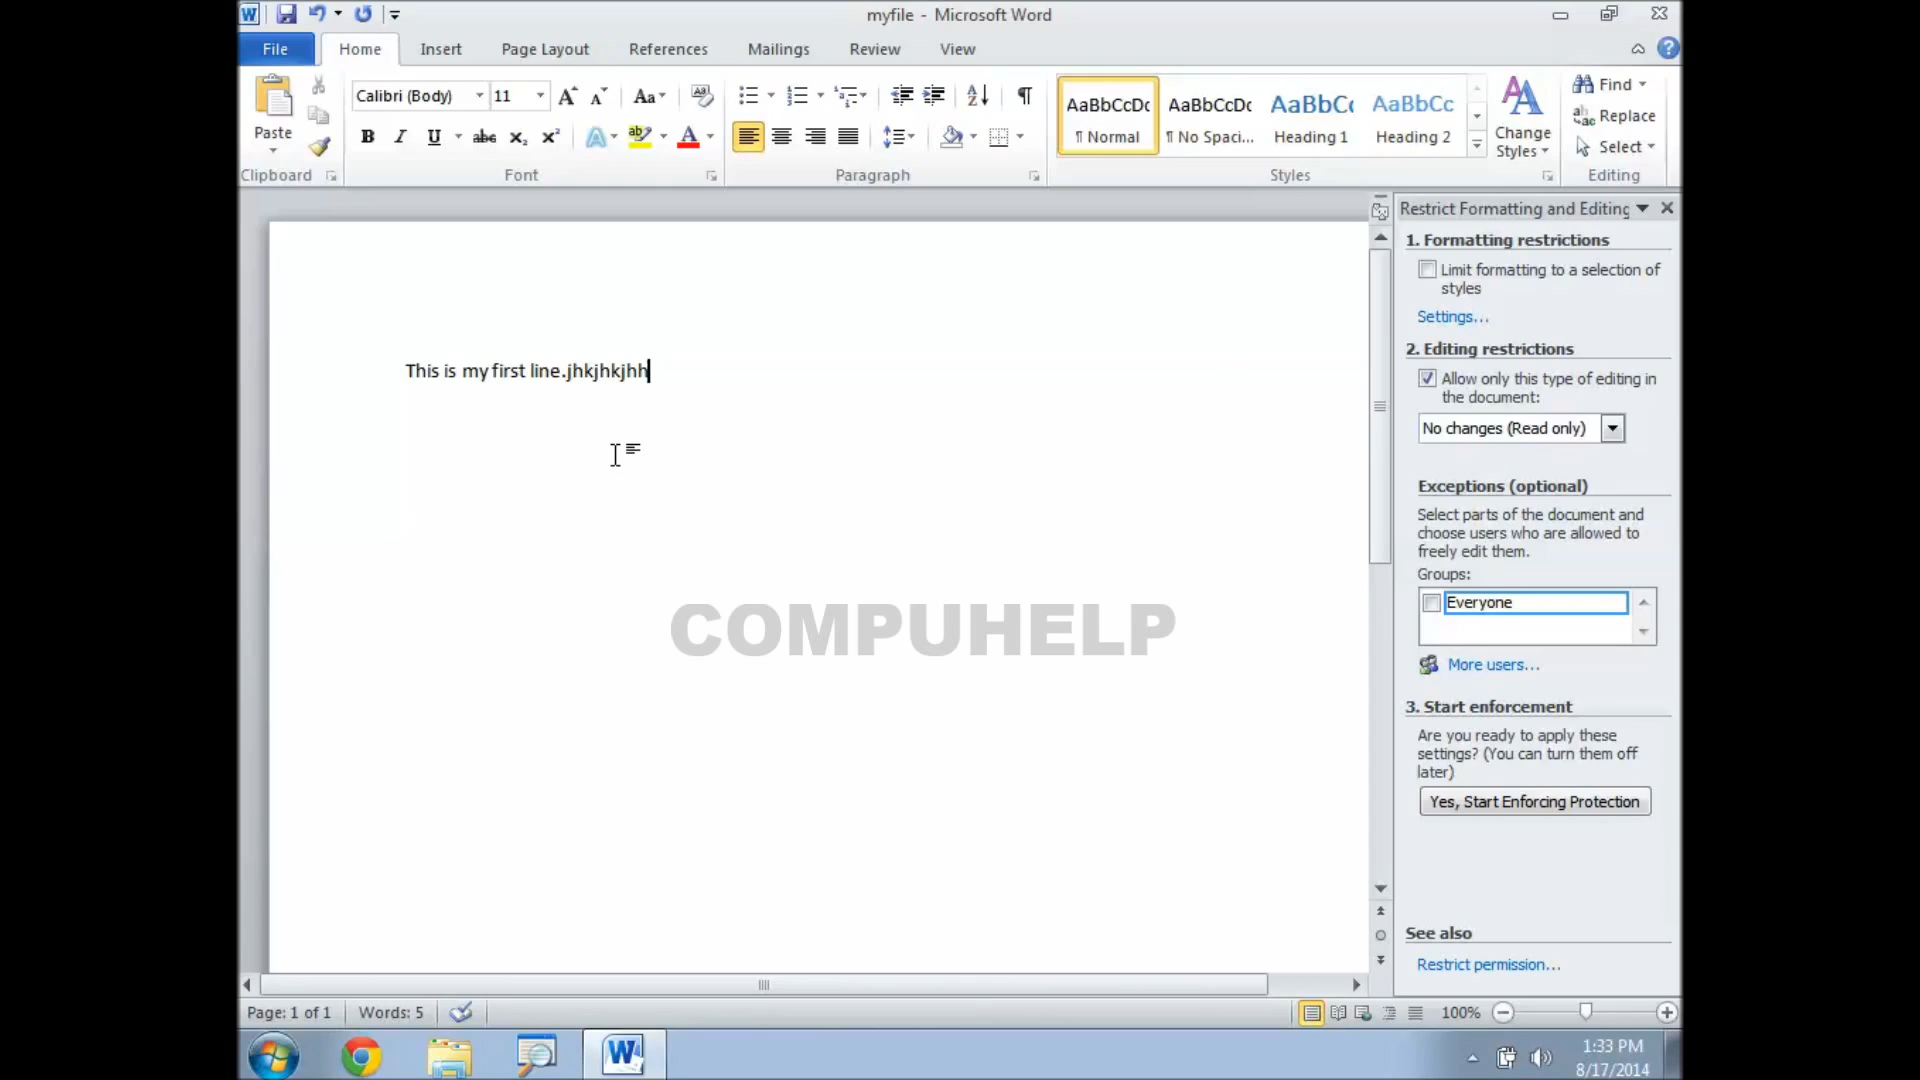 myfile - Microsoft Word
File Home Insert Page Layout References Mailings Review View
Paste
Clipboard
Calibri (Body) 11
Font
Paragraph
AaBbCcDc AaBbCcDc AaBbC AaBbCc
¶ Normal ¶ No Spaci... Heading 1 Heading 2
Change
Styles
Styles
Find
Replace
Select
Editing
This is my first line.jhkjhkjhh
COMPUHELP
Restrict Formatting and Editing
1. Formatting restrictions
Limit formatting to a selection of
styles
Settings...
2. Editing restrictions
Allow only this type of editing in
the document:
No changes (Read only)
Exceptions (optional)
Select parts of the document and
choose users who are allowed to
freely edit them.
Groups:
Everyone
More users...
3. Start enforcement
Are you ready to apply these
settings? (You can turn them off
later)
Yes, Start Enforcing Protection
See also
Restrict permission...
Page: 1 of 1 Words: 5 100%
1:33 PM
8/17/2014